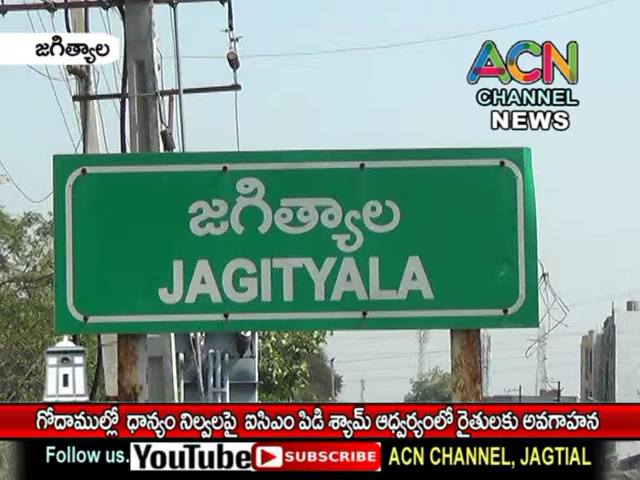 జగిత్యాల
ACN
CHANNEL
NEWS
జగిత్యాల
JAGITYALA
గోదాముల్లో ధాన్యం నిల్వలపై ఐసిఎం పిడి శ్యామ్ ఆధ్వర్యంలో రైతులకు అవగాహన
Follow us. YouTube SUBSCRIBE ACN CHANNEL, JAGTIAL